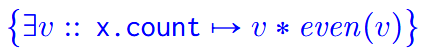 {∃v :: x.count ↦ v ∗ even(v)}